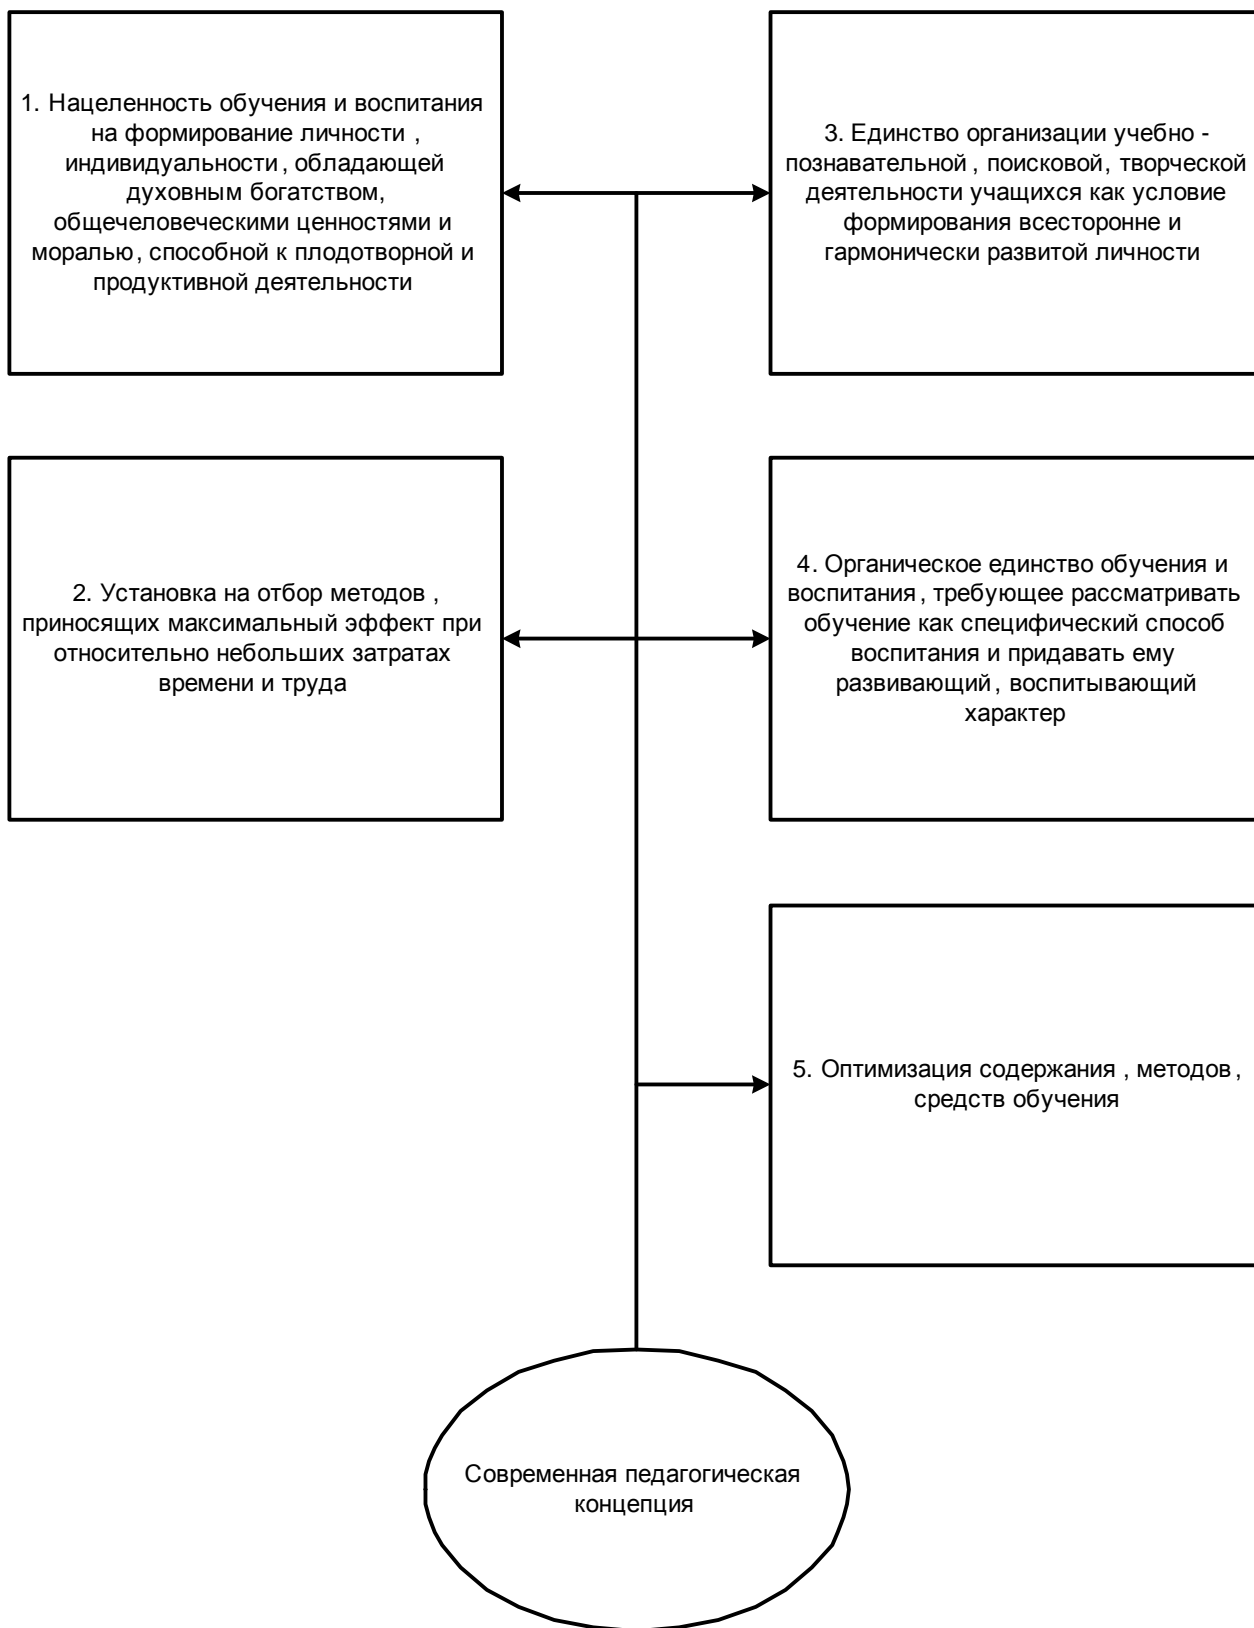 1. Нацеленность обучения и воспитания
на формирование личности ,
индивидуальности, обладающей
духовным богатством,
общечеловеческими ценностями и
моралью, способной к плодотворной и
продуктивной деятельности
2. Установка на отбор методов ,
приносящих максимальный эффект при
относительно небольших затратах
времени и труда
3. Единство организации учебно -
познавательной , поисковой, творческой
деятельности учащихся как условие
формирования всесторонне и
гармонически развитой личности
4. Органическое единство обучения и
воспитания, требующее рассматривать
обучение как специфический способ
воспитания и придавать ему
развивающий, воспитывающий
характер
5. Оптимизация содержания , методов,
средств обучения
Современная педагогическая
концепция